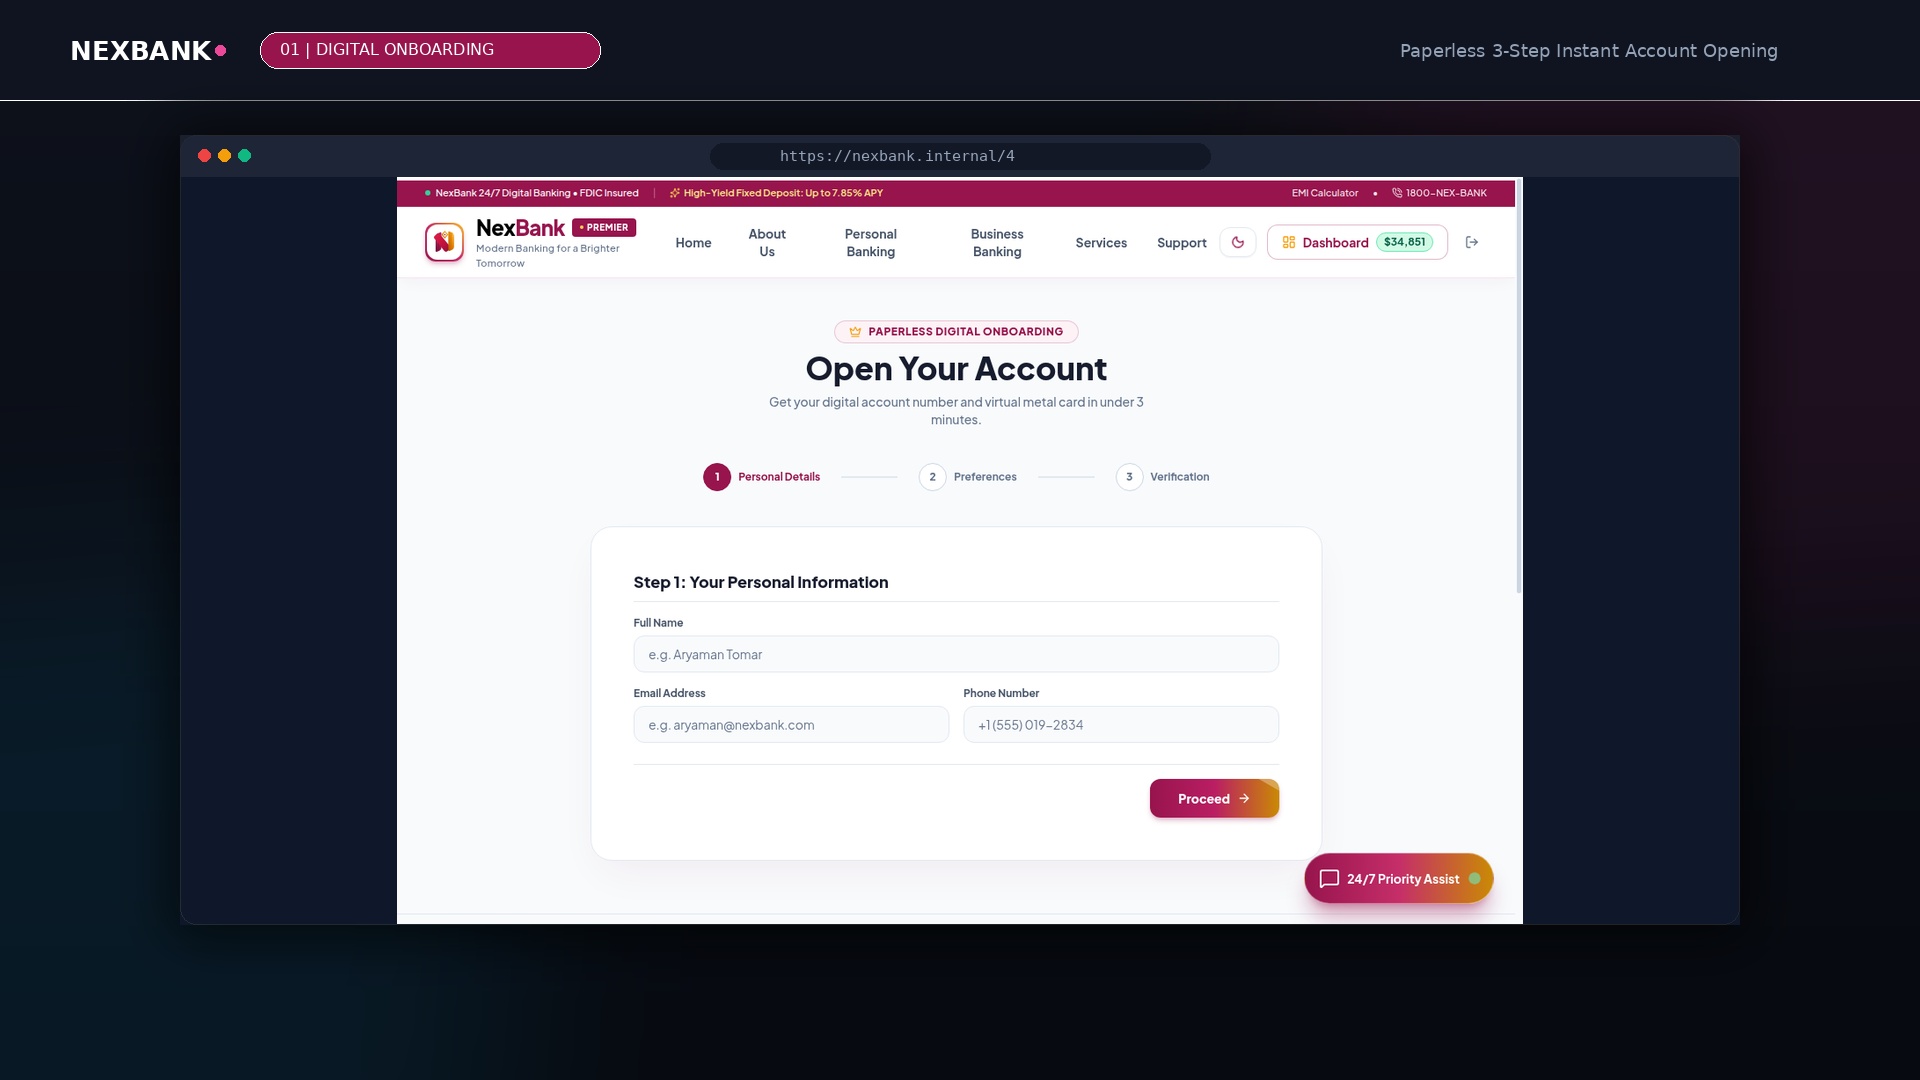 NEXBANK
01 | DIGITAL ONBOARDING
Paperless 3-Step Instant Account Opening
https://nexbank.internal/4
NexBank 24/7 Digital Banking • FDIC Insured | High-Yield Fixed Deposit: Up to 7.85% APY
EMI Calculator • 1800-NEX-BANK
NexBank • PREMIER
Modern Banking for a Brighter
Tomorrow
Home
About
Us
Personal
Banking
Business
Banking
Services
Support
Dashboard $34,851
PAPERLESS DIGITAL ONBOARDING
Open Your Account
Get your digital account number and virtual metal card in under 3
minutes.
1 Personal Details
2 Preferences
3 Verification
Step 1: Your Personal Information
Full Name
e.g. Aryaman Tomar
Email Address
e.g. aryaman@nexbank.com
Phone Number
+1 (555) 019-2834
Proceed →
24/7 Priority Assist